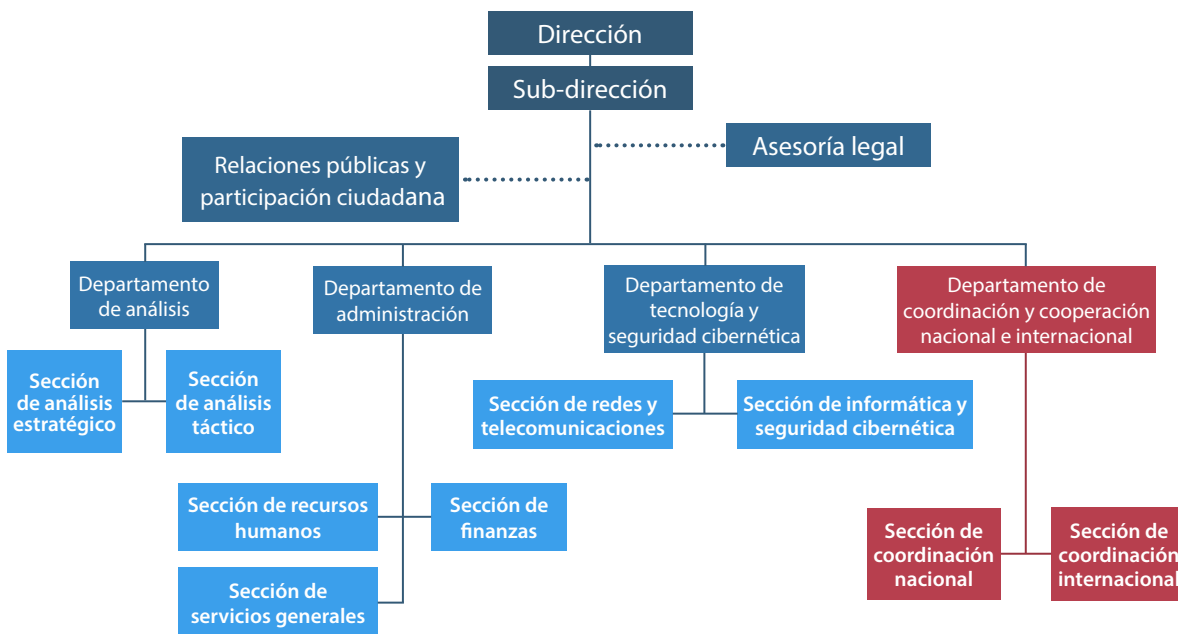 Dirección
Sub-dirección
Asesoría legal
Relaciones públicas y
participación ciudadana
Departamento
de análisis
Departamento de
administración
Departamento de
tecnología y
seguridad cibernética
Departamento de
coordinación y cooperación
nacional e internacional
Sección
de análisis
estratégico
Sección
de análisis
táctico
Sección de redes y
telecomunicaciones
Sección de informática y
seguridad cibernética
Sección de recursos
humanos
Sección de
finanzas
Sección de
servicios generales
Sección de
coordinación
nacional
Sección de
coordinación
internacional